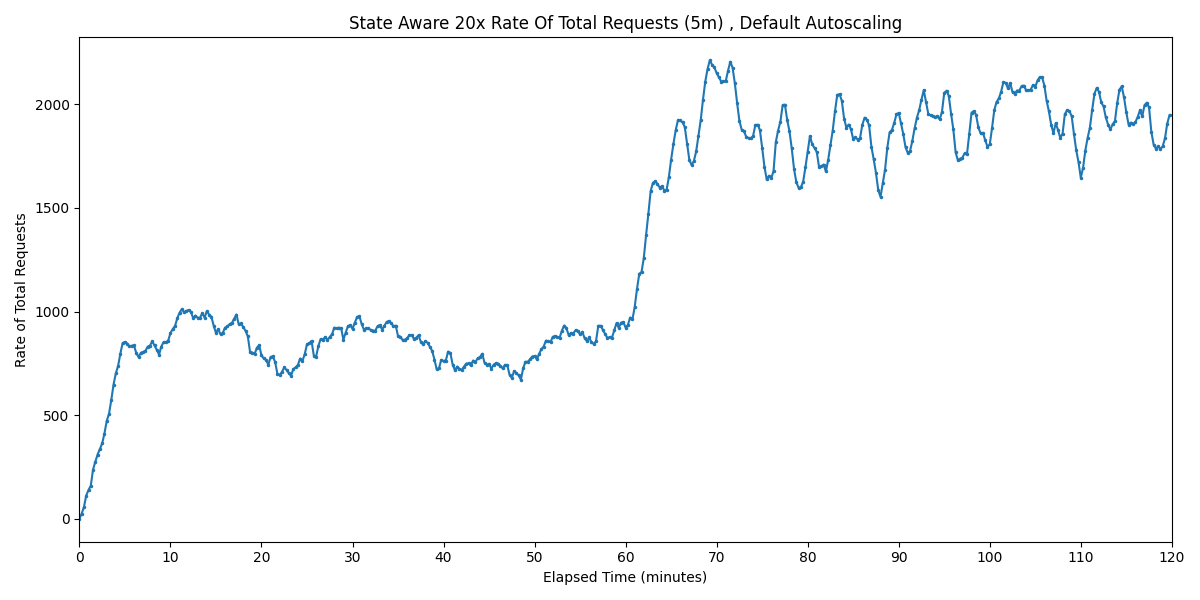 State Aware 20x Rate Of Total Requests (5m) , Default Autoscaling
Rate of Total Requests
2000
1500
1000
500
0
0 10 20 30 40 50 60 70 80 90 100 110 120
Elapsed Time (minutes)